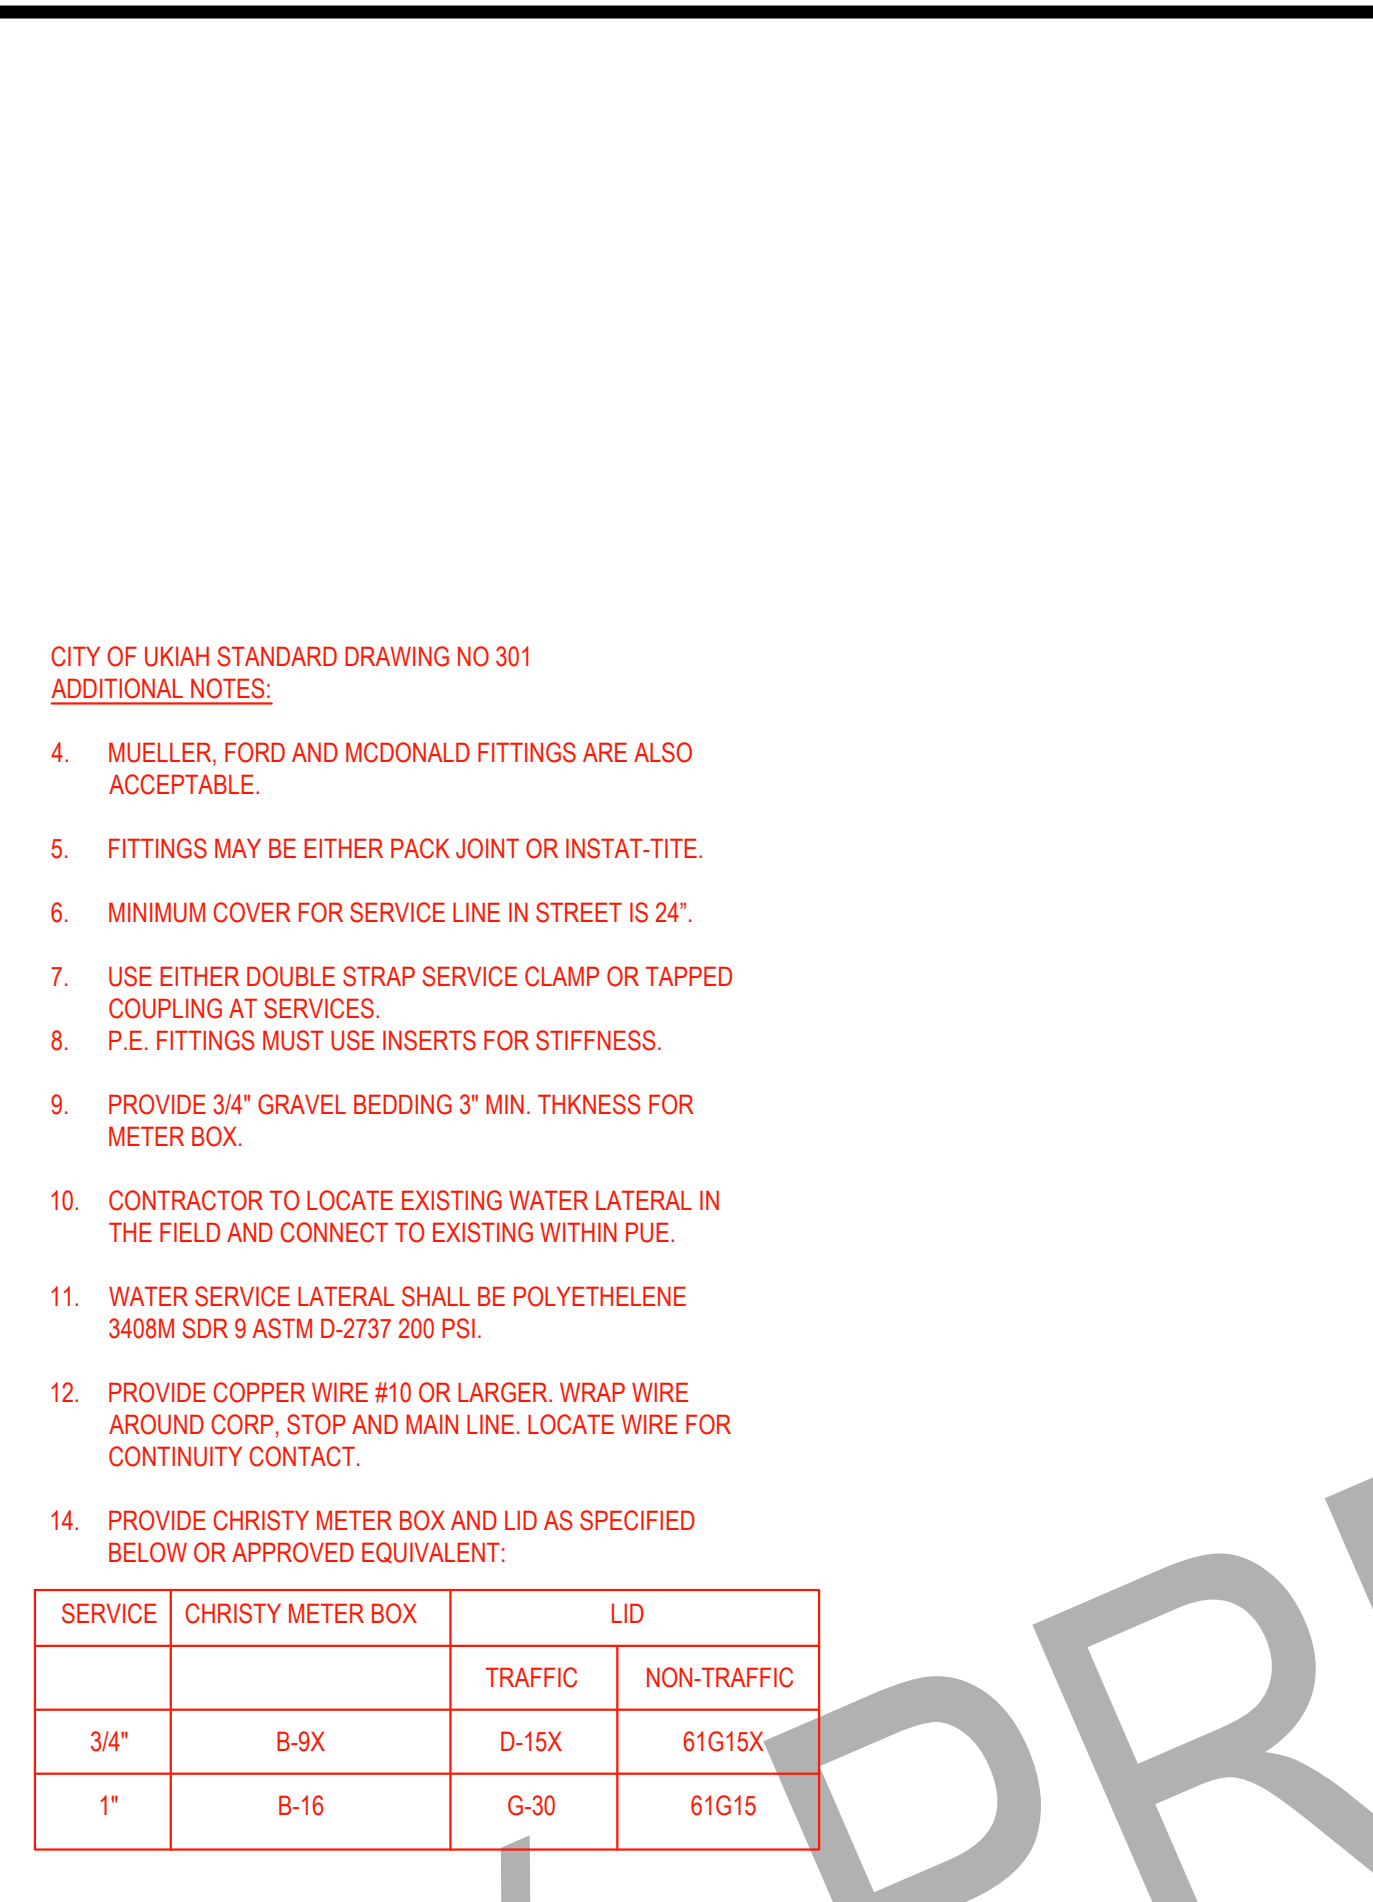 CITY OF UKIAH STANDARD DRAWING NO 301
ADDITIONAL NOTES:
4. MUELLER, FORD AND MCDONALD FITTINGS ARE ALSO
ACCEPTABLE.
5. FITTINGS MAY BE EITHER PACK JOINT OR INSTAT-TITE.
6. MINIMUM COVER FOR SERVICE LINE IN STREET IS 24”.
7. USE EITHER DOUBLE STRAP SERVICE CLAMP OR TAPPED
COUPLING AT SERVICES.
8. P.E. FITTINGS MUST USE INSERTS FOR STIFFNESS.
9. PROVIDE 3/4" GRAVEL BEDDING 3" MIN. THKNESS FOR
METER BOX.
10. CONTRACTOR TO LOCATE EXISTING WATER LATERAL IN
THE FIELD AND CONNECT TO EXISTING WITHIN PUE.
11. WATER SERVICE LATERAL SHALL BE POLYETHELENE
3408M SDR 9 ASTM D-2737 200 PSI.
12. PROVIDE COPPER WIRE #10 OR LARGER. WRAP WIRE
AROUND CORP, STOP AND MAIN LINE. LOCATE WIRE FOR
CONTINUITY CONTACT.
14. PROVIDE CHRISTY METER BOX AND LID AS SPECIFIED
BELOW OR APPROVED EQUIVALENT:
SERVICE CHRISTY METER BOX LID
TRAFFIC NON-TRAFFIC
3/4" B-9X D-15X 61G15X
1" B-16 G-30 61G15
PR